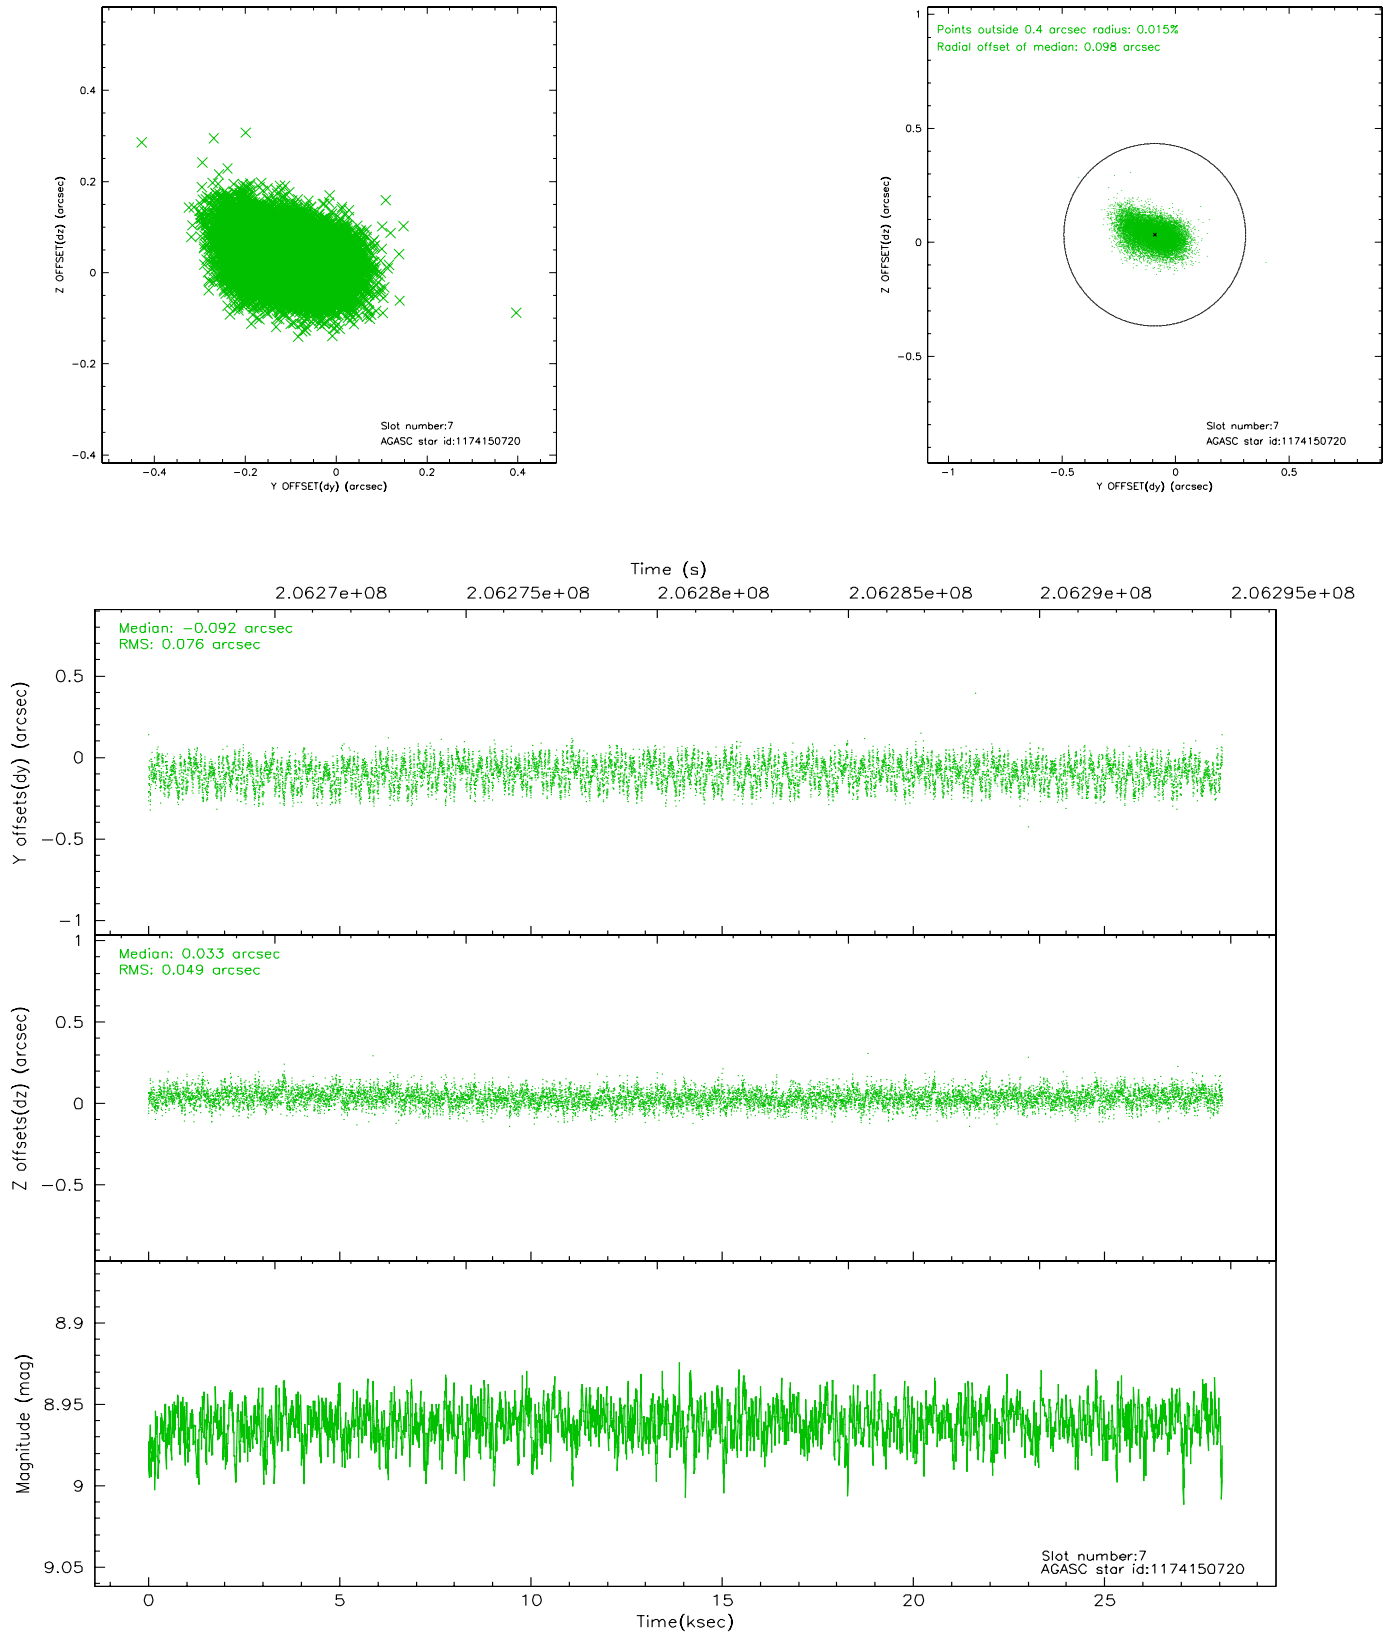 0.4
0.2
0
−0.2
−0.4
Z OFFSET(dz) (arcsec)
−0.4 −0.2 0 0.2 0.4
Y OFFSET(dy) (arcsec)
Slot number:7
AGASC star id:1174150720
Points outside 0.4 arcsec radius: 0.015%
Radial offset of median: 0.098 arcsec
1
0.5
0
−0.5
Z OFFSET(dz) (arcsec)
−1 −0.5 0 0.5
Y OFFSET(dy) (arcsec)
Slot number:7
AGASC star id:1174150720
Time (s)
2.0627e+08 2.06275e+08 2.0628e+08 2.06285e+08 2.0629e+08 2.06295e+08
Median: −0.092 arcsec
RMS: 0.076 arcsec
0.5
0
−0.5
−1
Y offsets(dy) (arcsec)
Median: 0.033 arcsec
RMS: 0.049 arcsec
1
0.5
0
−0.5
Z offsets(dz) (arcsec)
8.9
8.95
9
9.05
Magnitude (mag)
Slot number:7
AGASC star id:1174150720
0 5 10 15 20 25
Time(ksec)